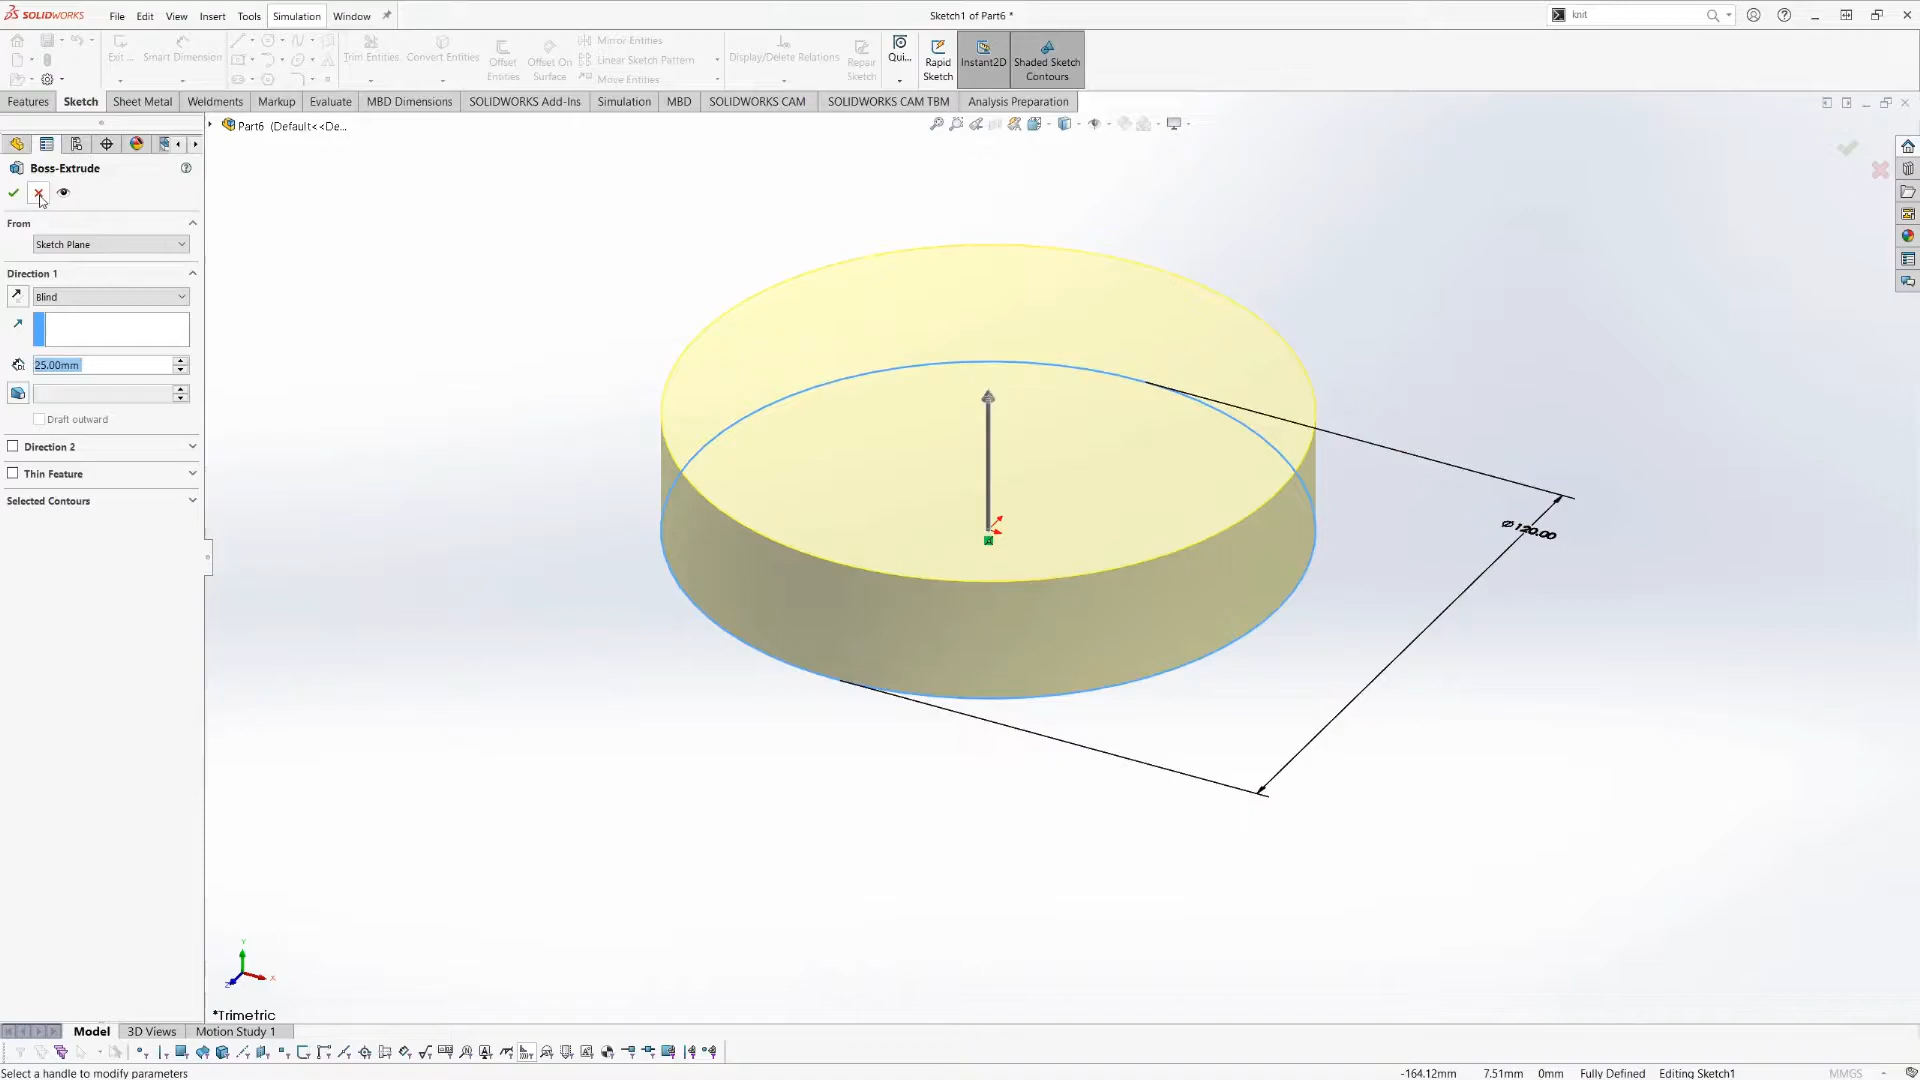 SOLIDWORKS File Edit View Insert Tools Simulation Window Sketch1 of Part6 * knit
Exit ... Smart Dimension Trim Entities Convert Entities Offset Entities Offset On Surface Mirror Entities Linear Sketch Pattern Move Entities Display/Delete Relations Repair Sketch Qui... Rapid Sketch Instant2D Shaded Sketch Contours
Features Sketch Sheet Metal Weldments Markup Evaluate MBD Dimensions SOLIDWORKS Add-Ins Simulation MBD SOLIDWORKS CAM SOLIDWORKS CAM TBM Analysis Preparation
Part6 (Default<<De...
Boss-Extrude
From
Sketch Plane
Direction 1
Blind
25.00mm
Draft outward
Direction 2
Thin Feature
Selected Contours
⌀120.00
Y
X
Z
*Trimetric
Model 3D Views Motion Study 1
Select a handle to modify parameters -164.12mm 7.51mm 0mm Fully Defined Editing Sketch1 MMGS